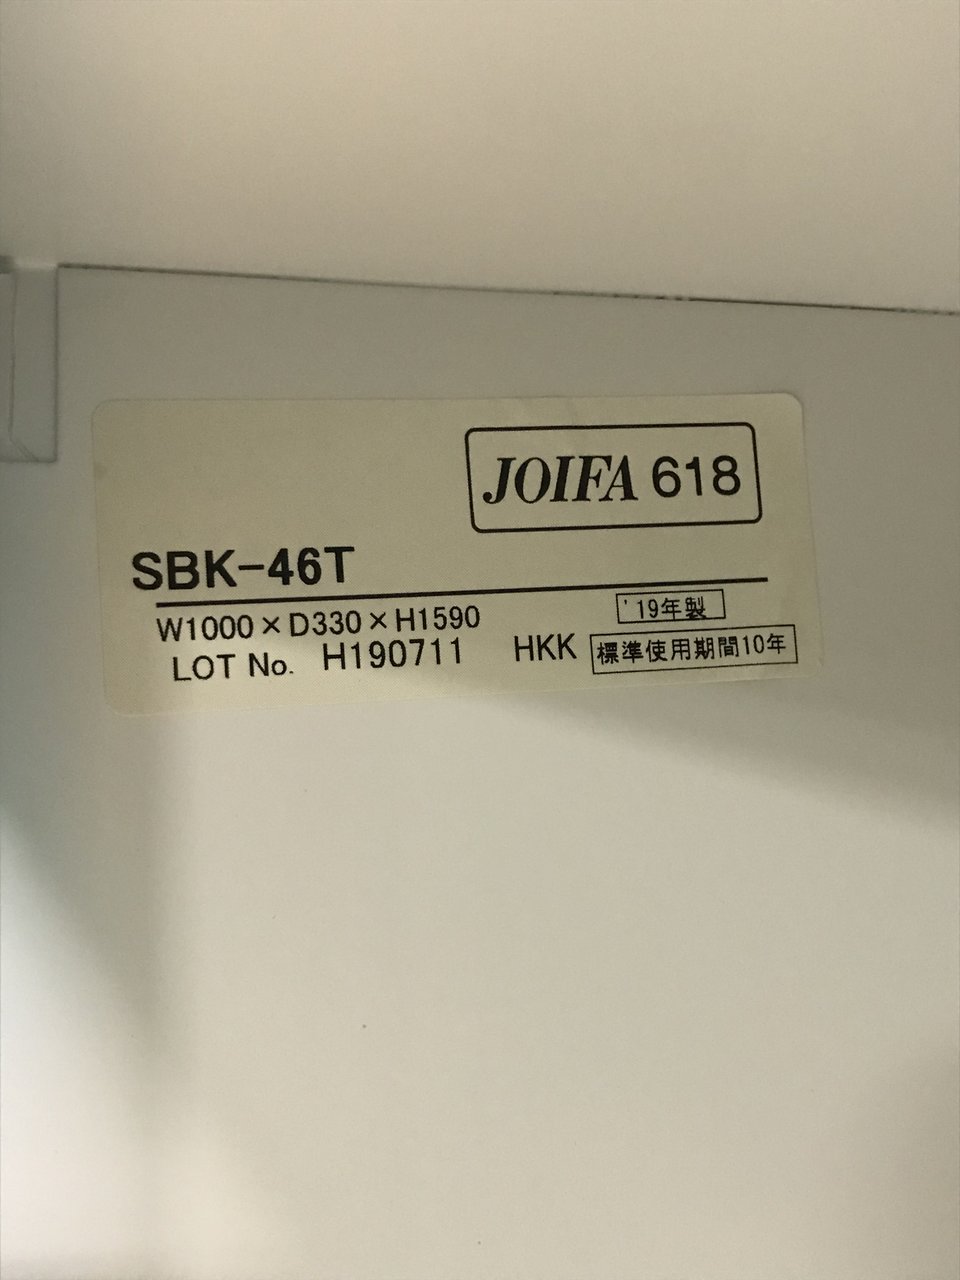 JOIFA 618
SBK-46T
W1000×D330×H1590
'19年製
LOT No. H190711
HKK
標準使用期間10年